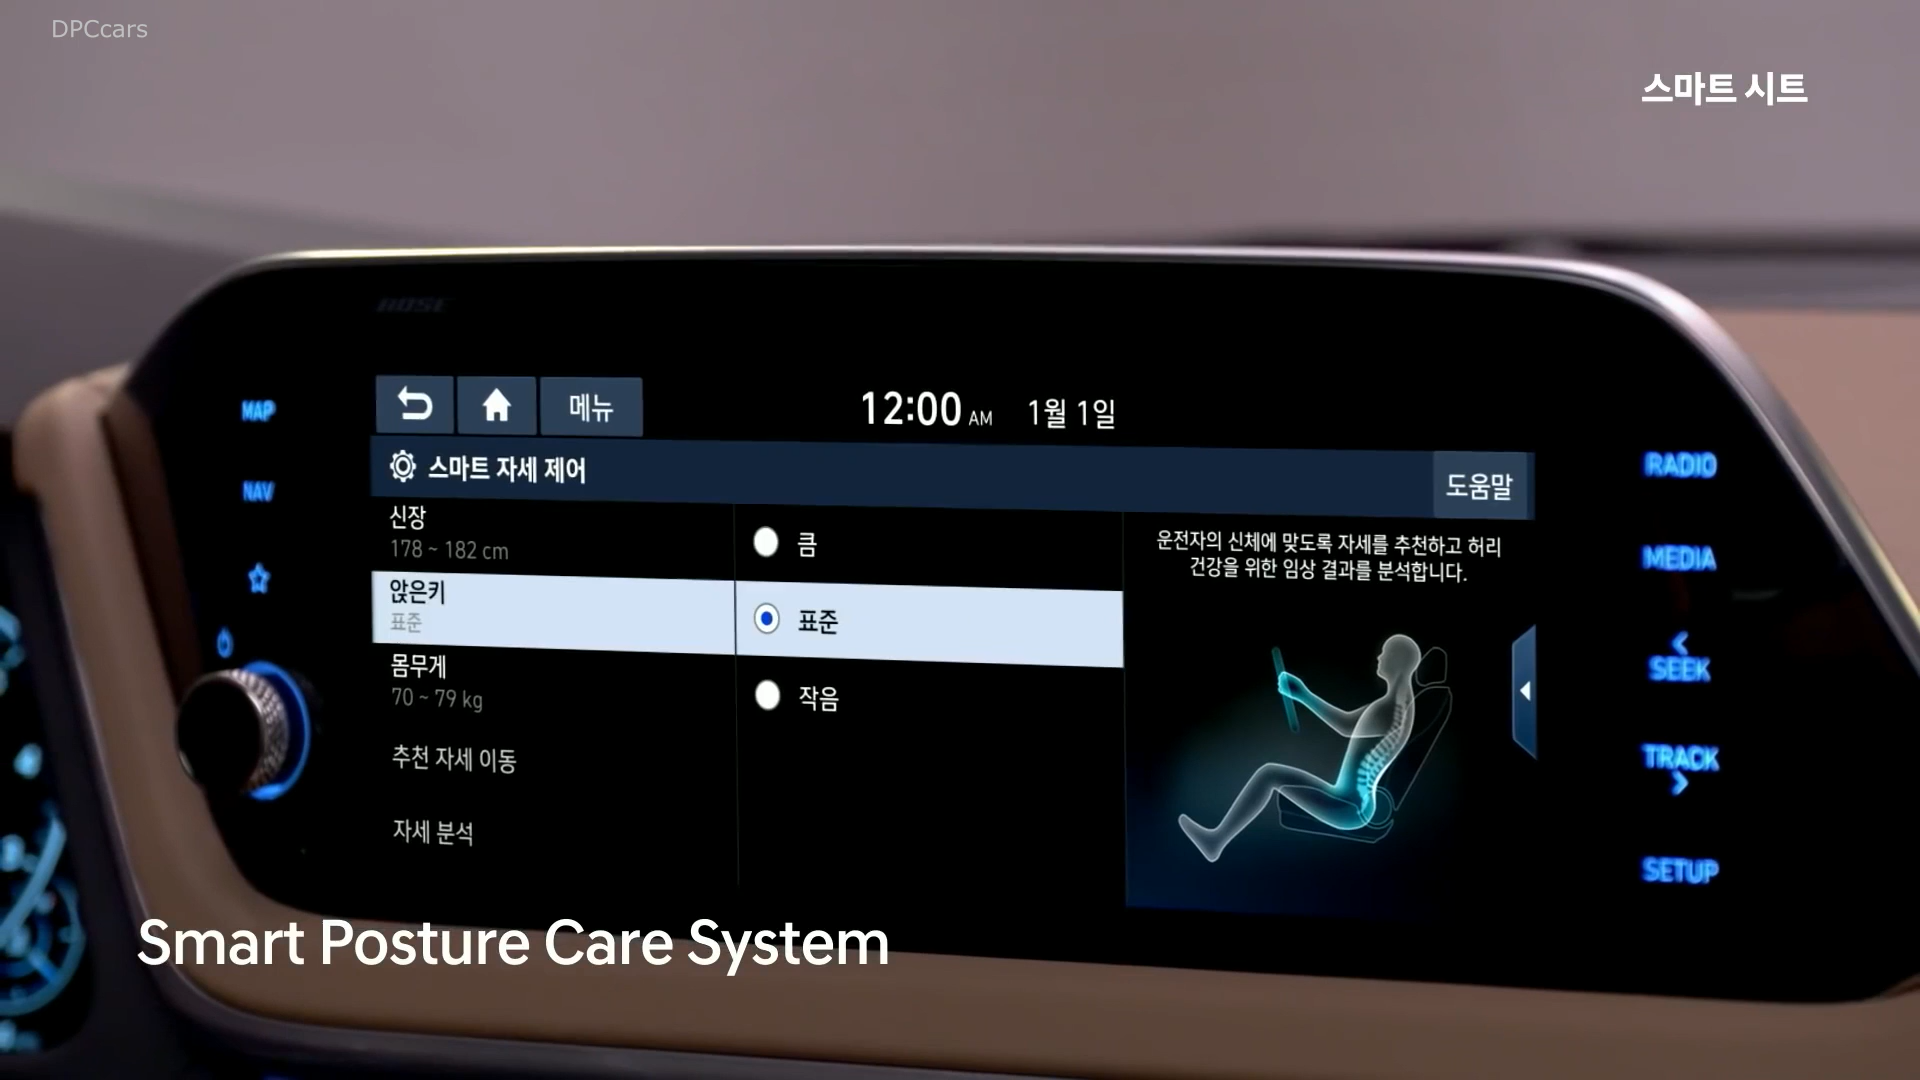 DPCcars
스마트 시트
BOSE
메뉴
12:00 AM 1월 1일
스마트 자세 제어
도움말
신장
178 ~ 182 cm
앉은키
표준
몸무게
70 ~ 79 kg
추천 자세 이동
자세 분석
큼
표준
작음
운전자의 신체에 맞도록 자세를 추천하고 허리
건강을 위한 임상 결과를 분석합니다.
MAP
NAV
RADIO
MEDIA
< SEEK
TRACK >
SETUP
Smart Posture Care System